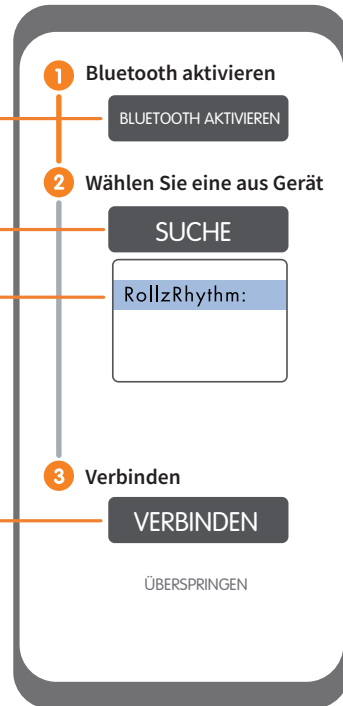 1 Bluetooth aktivieren
BLUETOOTH AKTIVIEREN
2 Wählen Sie eine aus Gerät
SUCHE
RollzRhythm:
3 Verbinden
VERBINDEN
ÜBERSPRINGEN